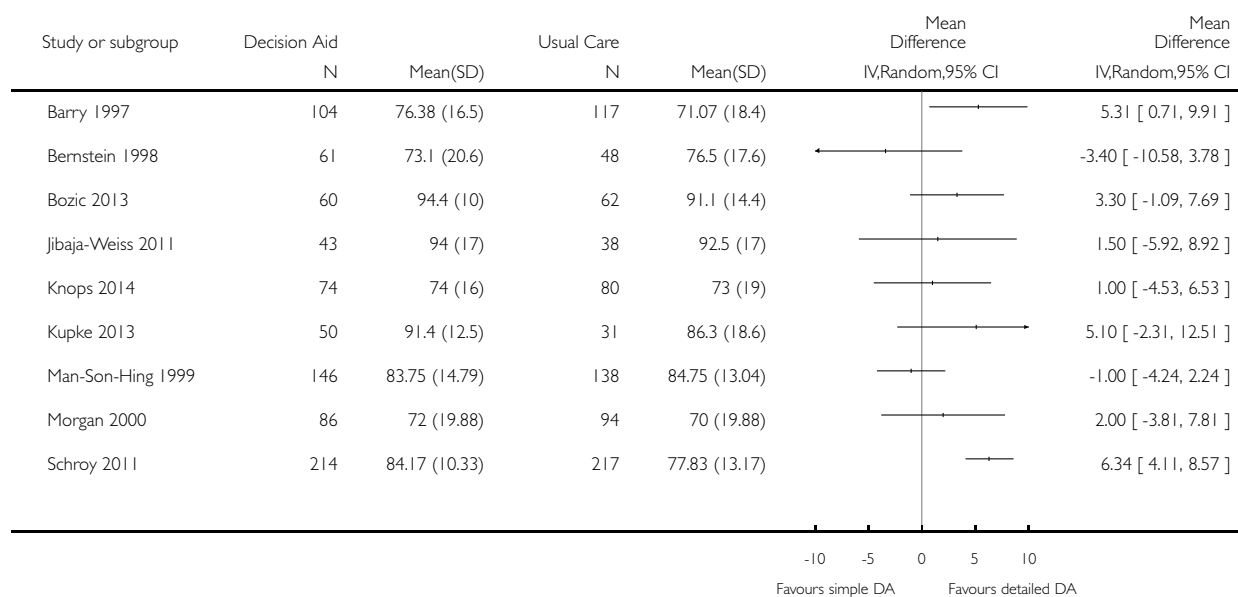 Mean Mean
Study or subgroup Decision Aid Usual Care Difference Difference
N Mean(SD) N Mean(SD) IV,Random,95% CI IV,Random,95% CI
Barry 1997 104 76.38 (16.5) 117 71.07 (18.4) 5.31 [ 0.71, 9.91 ]
Bernstein 1998 61 73.1 (20.6) 48 76.5 (17.6) -3.40 [ -10.58, 3.78 ]
Bozic 2013 60 94.4 (10) 62 91.1 (14.4) 3.30 [ -1.09, 7.69 ]
Jibaja-Weiss 2011 43 94 (17) 38 92.5 (17) 1.50 [ -5.92, 8.92 ]
Knops 2014 74 74 (16) 80 73 (19) 1.00 [ -4.53, 6.53 ]
Kupke 2013 50 91.4 (12.5) 31 86.3 (18.6) 5.10 [ -2.31, 12.51 ]
Man-Son-Hing 1999 146 83.75 (14.79) 138 84.75 (13.04) -1.00 [ -4.24, 2.24 ]
Morgan 2000 86 72 (19.88) 94 70 (19.88) 2.00 [ -3.81, 7.81 ]
Schroy 2011 214 84.17 (10.33) 217 77.83 (13.17) 6.34 [ 4.11, 8.57 ]
-10 -5 0 5 10
Favours simple DA Favours detailed DA